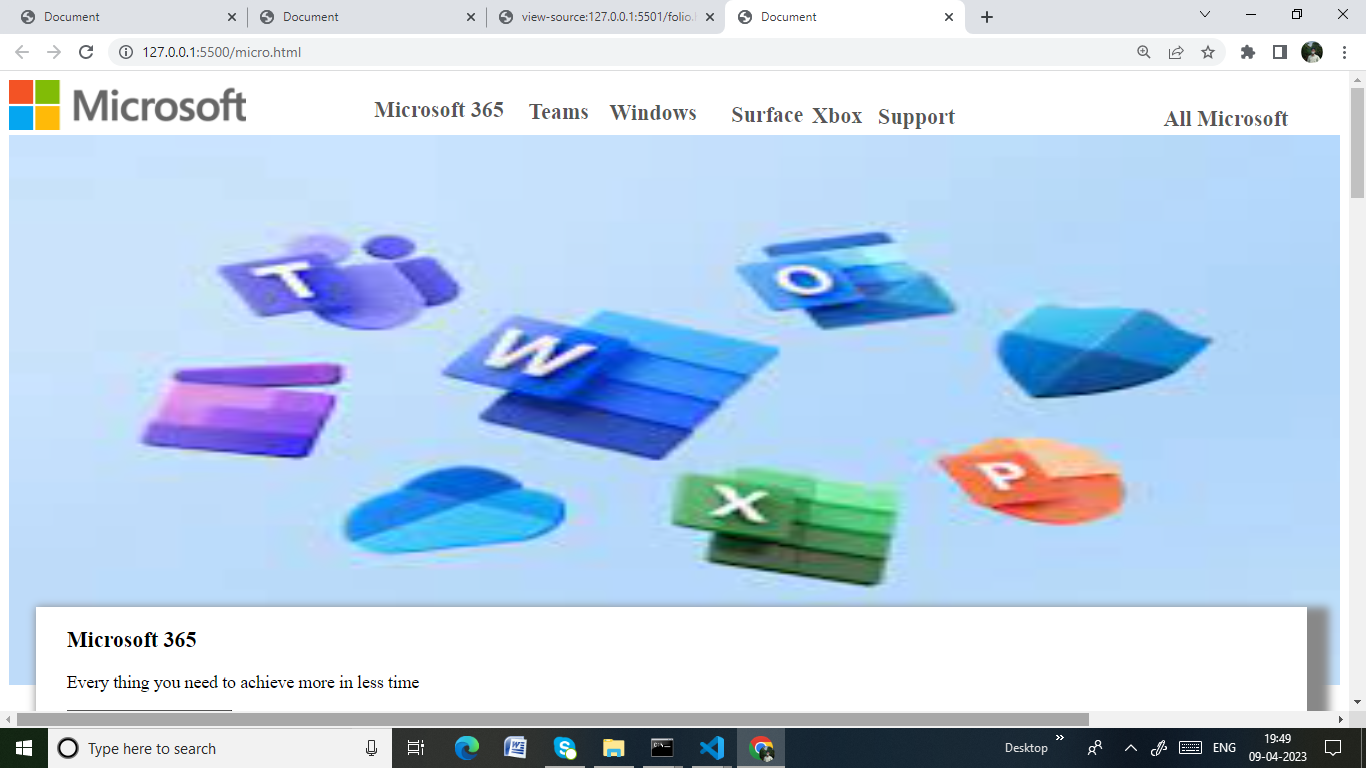 Document
Document
view-source:127.0.0.1:5501/folio.
Document
127.0.0.1:5500/micro.html
Microsoft
Microsoft 365 Teams Windows Surface Xbox Support All Microsoft
T
O
W
X
P
Microsoft 365
Every thing you need to achieve more in less time
Type here to search
Desktop
ENG
19:49
09-04-2023